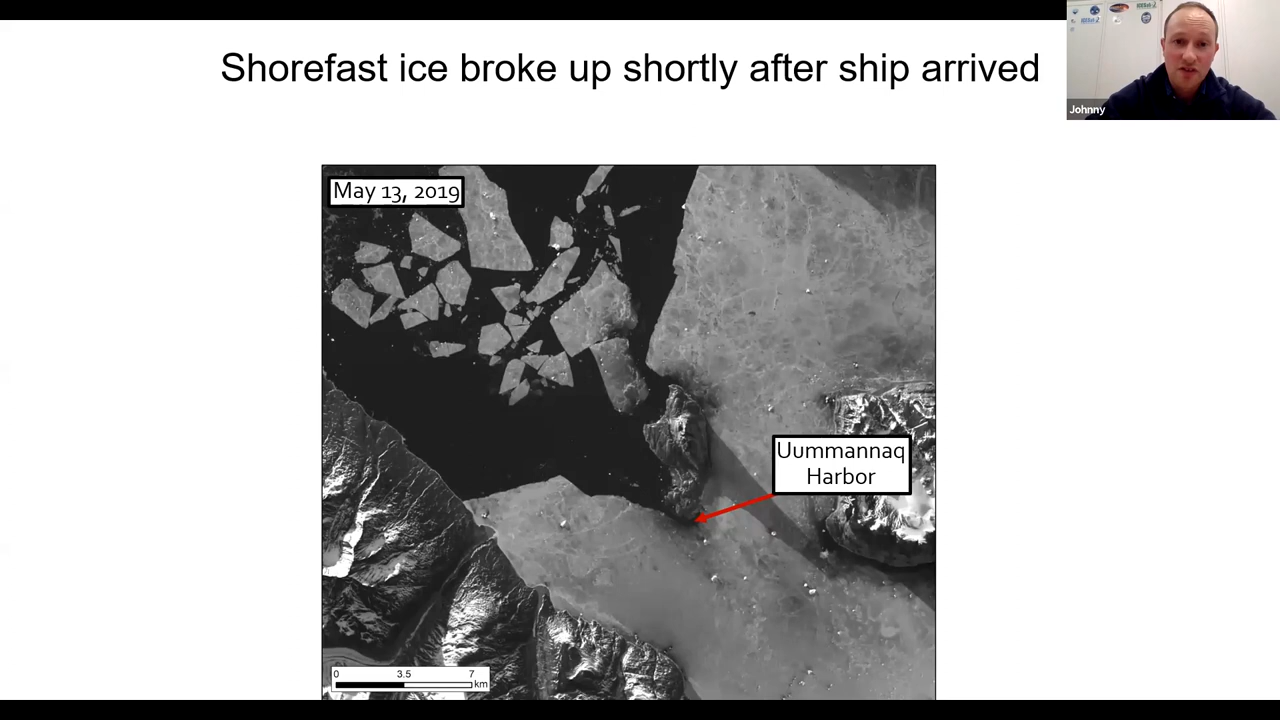 Shorefast ice broke up shortly after ship arrived
Johnny
May 13, 2019
Uummannaq
Harbor
0 3.5 7
km